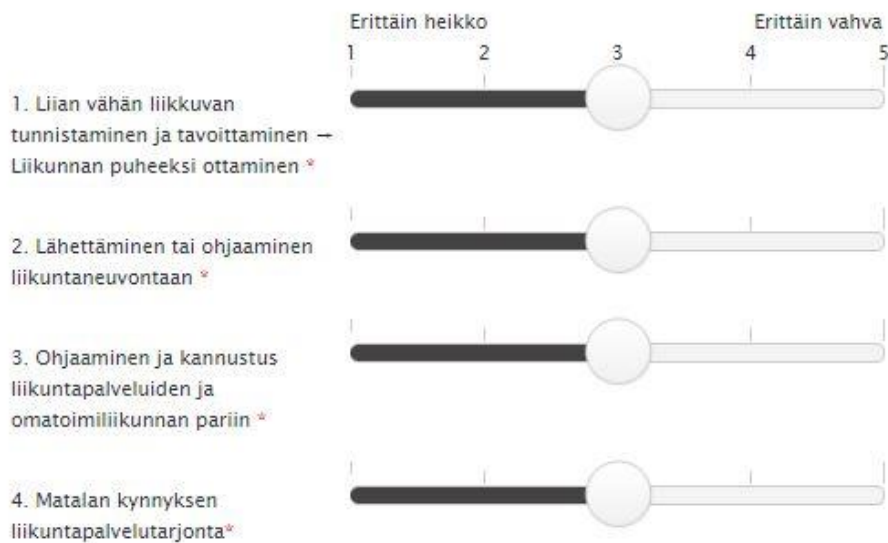 Erittäin heikko Erittäin vahva
1 2 3 4 5
1. Liian vähän liikkuvan
tunnistaminen ja tavoittaminen →
Liikunnan puheeksi ottaminen *
2. Lähettäminen tai ohjaaminen
liikuntaneuvontaan *
3. Ohjaaminen ja kannustus
liikuntapalveluiden ja
omatoimiliikunnan pariin *
4. Matalan kynnyksen
liikuntapalvelutarjonta*